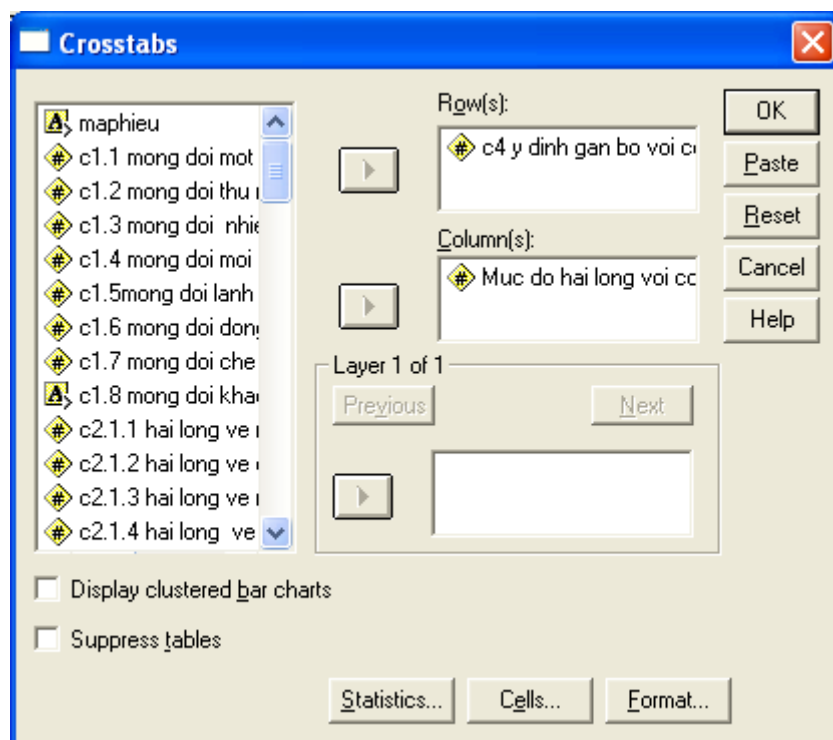 Crosstabs
maphieu
c1.1 mong doi mot
c1.2 mong doi thu
c1.3 mong doi nhie
c1.4 mong doi moi
c1.5mong doi lanh
c1.6 mong doi dong
c1.7 mong doi che
c1.8 mong doi khac
c2.1.1 hai long ve
c2.1.2 hai long ve
c2.1.3 hai long ve
c2.1.4 hai long ve
Row(s):
c4 y dinh gan bo voi co
Column(s):
Muc do hai long voi co
Layer 1 of 1
Previous
Next
OK
Paste
Reset
Cancel
Help
Display clustered bar charts
Suppress tables
Statistics...
Cells...
Format...